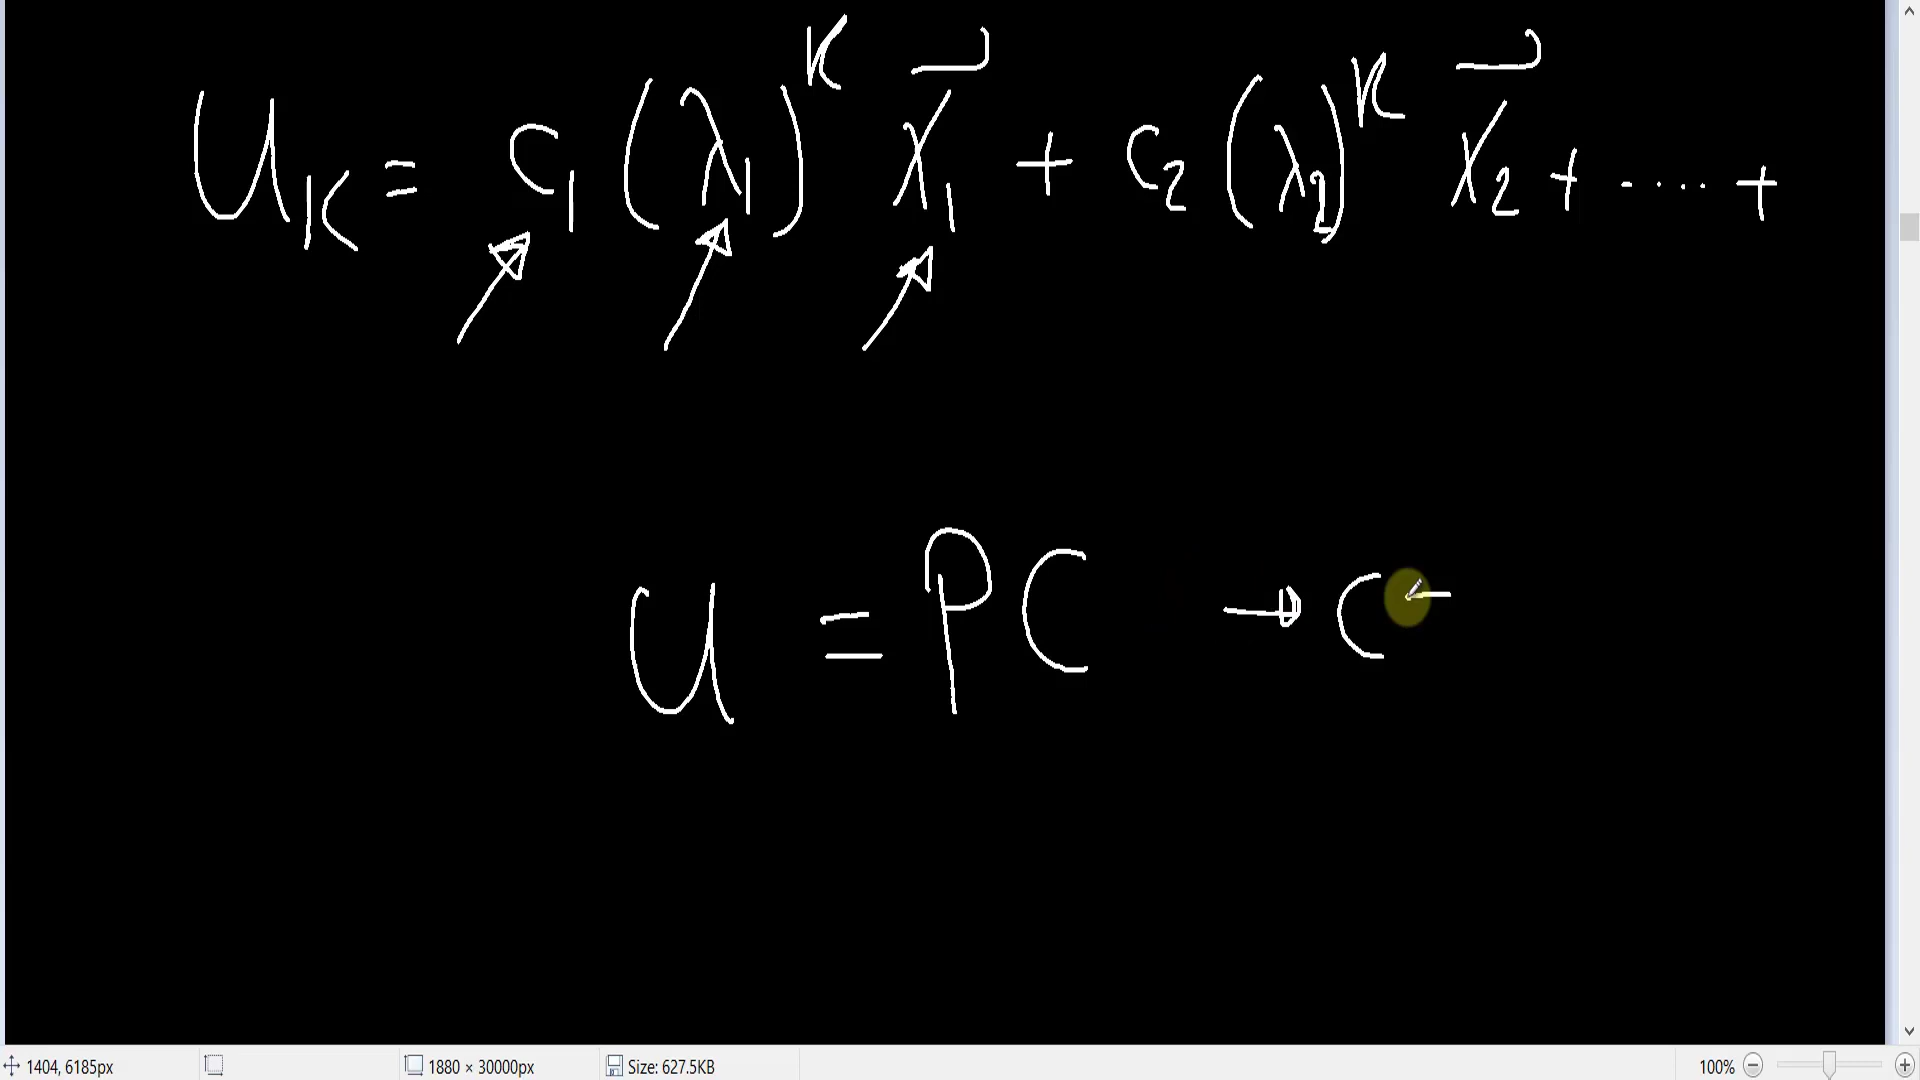 U_K = C_1 (λ_1)^K X_1 + C_2 (λ_2)^K X_2 + ..... +
U = PC → C -
1404, 6185px 1880 × 30000px Size: 627.5KB 100%